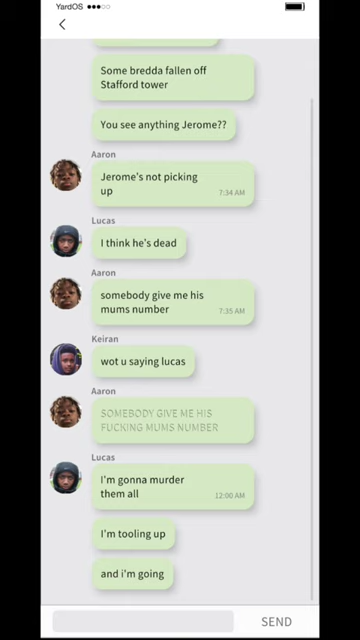 YardOS
Some bredda fallen off
Stafford tower
You see anything Jerome??
Aaron
Jerome's not picking
up
7:34 AM
Lucas
I think he's dead
Aaron
somebody give me his
mums number
7:35 AM
Keiran
wot u saying lucas
Aaron
SOMEBODY GIVE ME HIS
FUCKING MUMS NUMBER
Lucas
I'm gonna murder
them all
12:00 AM
I'm tooling up
and i'm going
SEND